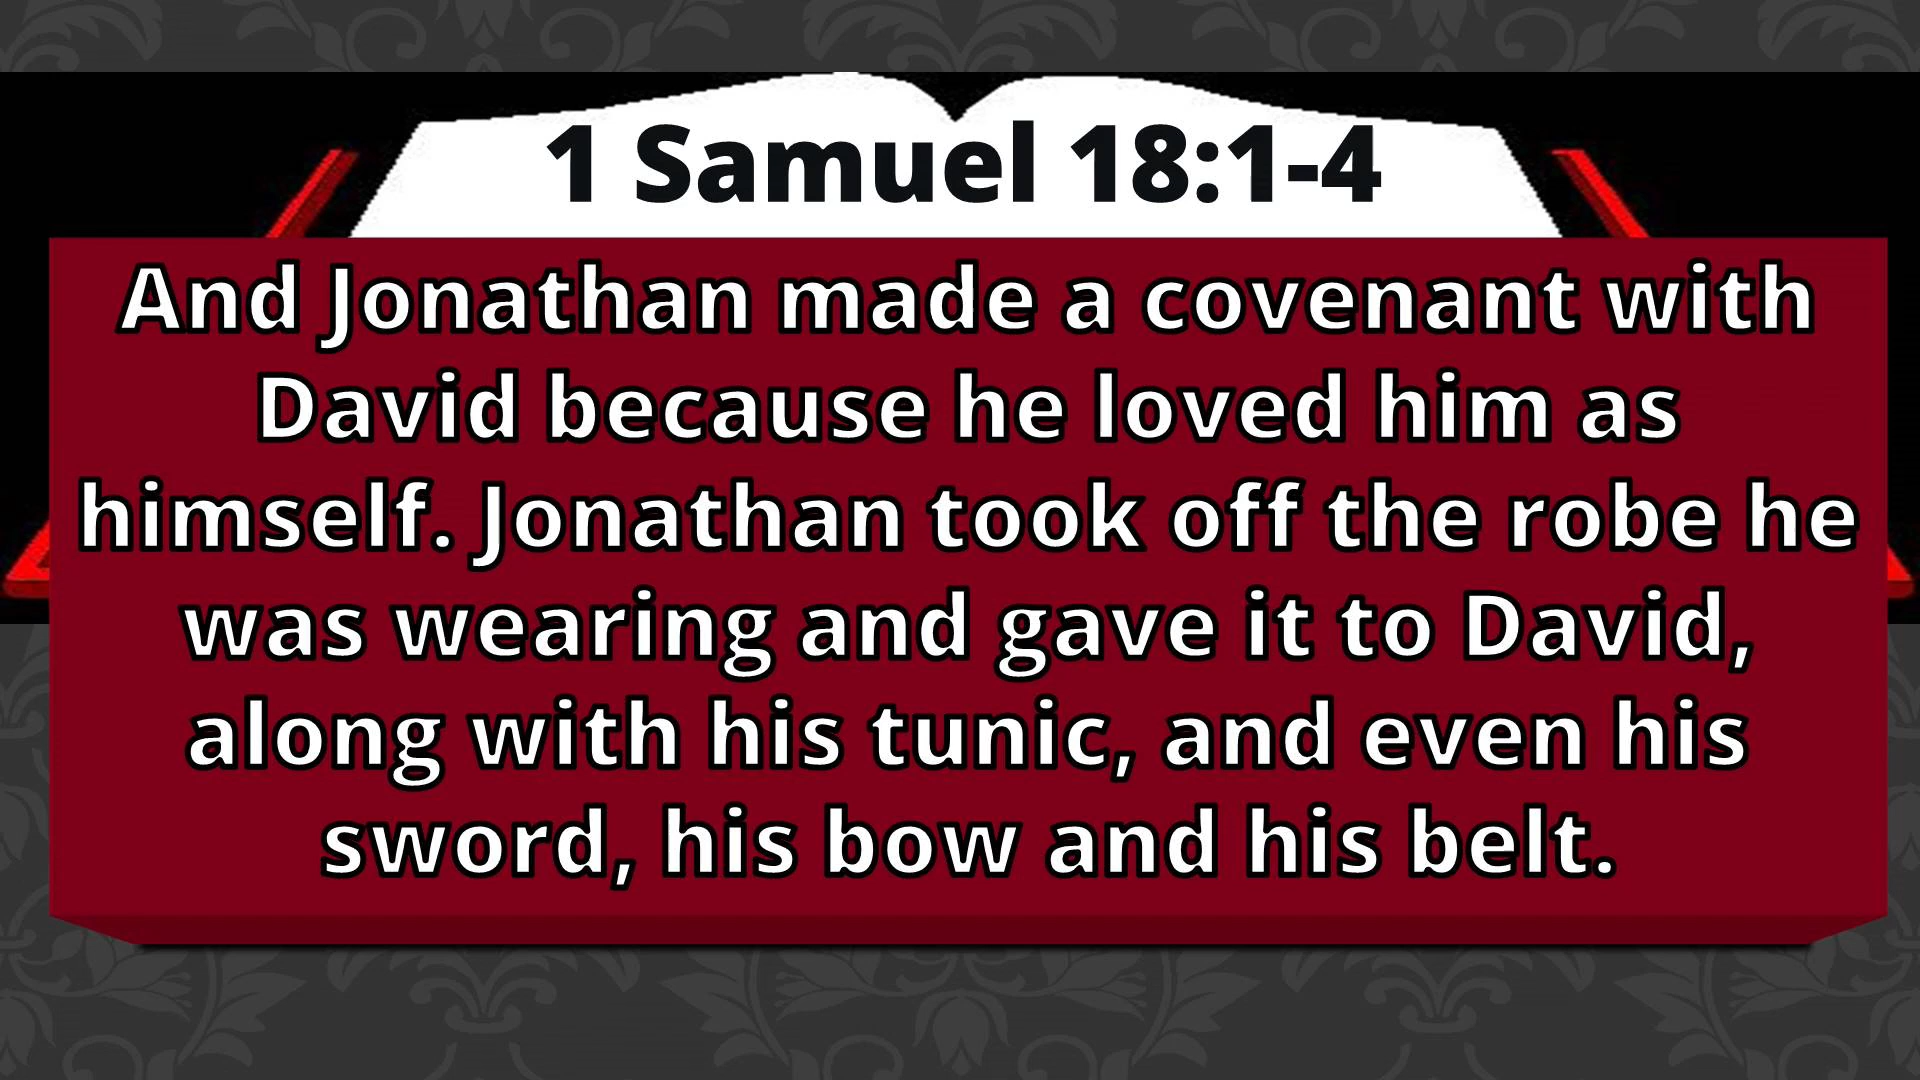 1 Samuel 18:1-4
And Jonathan made a covenant with
David because he loved him as
himself. Jonathan took off the robe he
was wearing and gave it to David,
along with his tunic, and even his
sword, his bow and his belt.